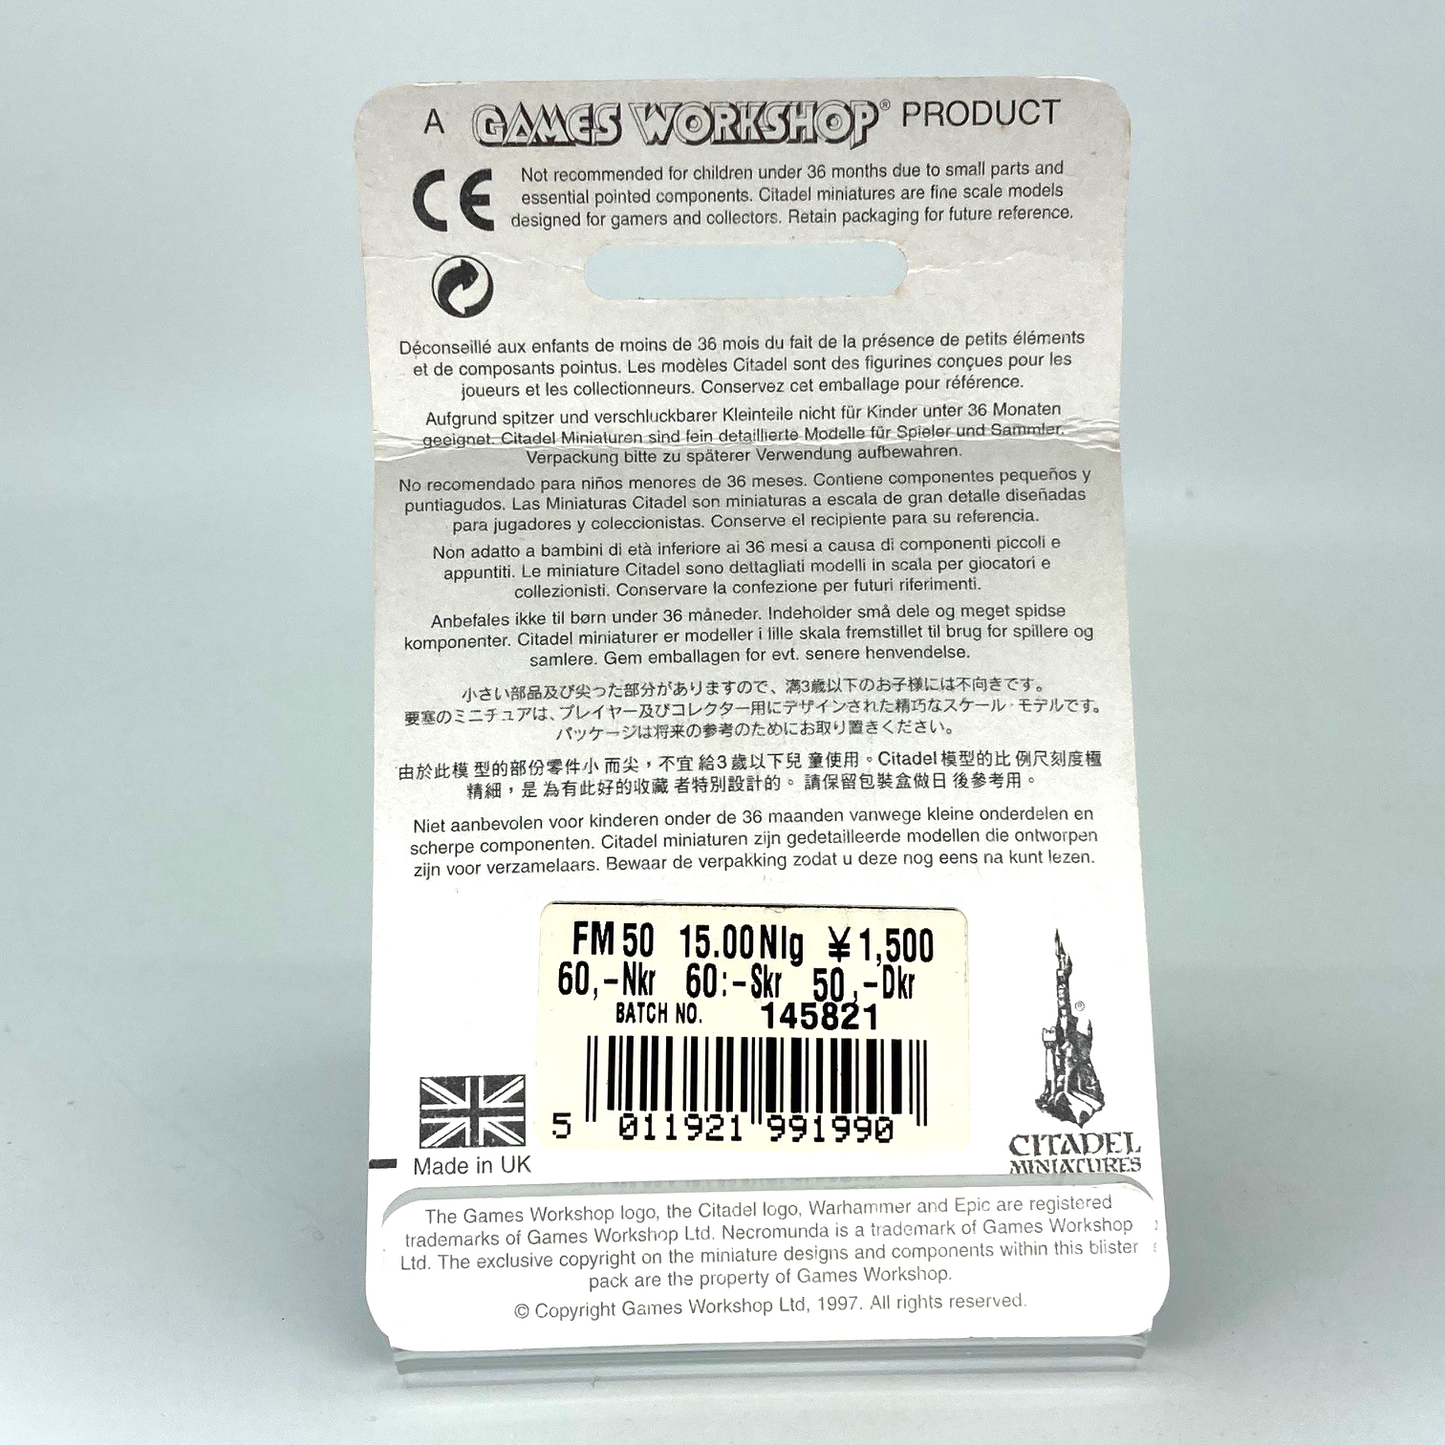 A GAMES WORKSHOP® PRODUCT
CE
Not recommended for children under 36 months due to small parts and
essential pointed components. Citadel miniatures are fine scale models
designed for gamers and collectors. Retain packaging for future reference.
Déconseillé aux enfants de moins de 36 mois du fait de la présence de petits éléments
et de composants pointus. Les modèles Citadel sont des figurines conçues pour les
joueurs et les collectionneurs. Conservez cet emballage pour référence.
Aufgrund spitzer und verschluckbarer Kleinteile nicht für Kinder unter 36 Monaten
geeignet. Citadel Miniaturen sind fein detaillierte Modelle für Spieler und Sammler.
Verpackung bitte zu späterer Verwendung aufbewahren.
No recomendado para niños menores de 36 meses. Contiene componentes pequeños y
puntiagudos. Las Miniaturas Citadel son miniaturas a escala de gran detalle diseñadas
para jugadores y coleccionistas. Conserve el recipiente para su referencia.
Non adatto a bambini di età inferiore ai 36 mesi a causa di componenti piccoli e
appuntiti. Le miniature Citadel sono dettagliati modelli in scala per giocatori e
collezionisti. Conservare la confezione per futuri riferimenti.
Anbefales ikke til børn under 36 måneder. Indeholder små dele og meget spidse
komponenter. Citadel miniaturer er modeller i lille skala fremstillet til brug for spillere og
samlere. Gem emballagen for evt. senere henvendelse.
小さい部品及び尖った部分がありますので、満3歳以下のお子様には不向きです。
要塞のミニチュアは、プレイヤー及びコレクター用にデザインされた精巧なスケール・モデルです。
パッケージは将来の参考のためにお取り置きください。
由於此模 型的部份零件小 而尖，不宜 給3 歲以下兒 童使用。Citadel 模型的比 例尺刻度極
精細，是 為有此好的收藏 者特別設計的。 請保留包裝盒做日 後參考用。
Niet aanbevolen voor kinderen onder de 36 maanden vanwege kleine onderdelen en
scherpe componenten. Citadel miniaturen zijn gedetailleerde modellen die ontworpen
zijn voor verzamelaars. Bewaar de verpakking zodat u deze nog eens na kunt lezen.
FM 50 15.00Nlg ¥1,500
60,-Nkr 60:-Skr 50,-Dkr
BATCH NO. 145821
5 011921 991990
®
CITADEL
MINIATURES
Made in UK
The Games Workshop logo, the Citadel logo, Warhammer and Epic are registered
trademarks of Games Workshop Ltd. Necromunda is a trademark of Games Workshop
Ltd. The exclusive copyright on the miniature designs and components within this blister
pack are the property of Games Workshop.
© Copyright Games Workshop Ltd, 1997. All rights reserved.